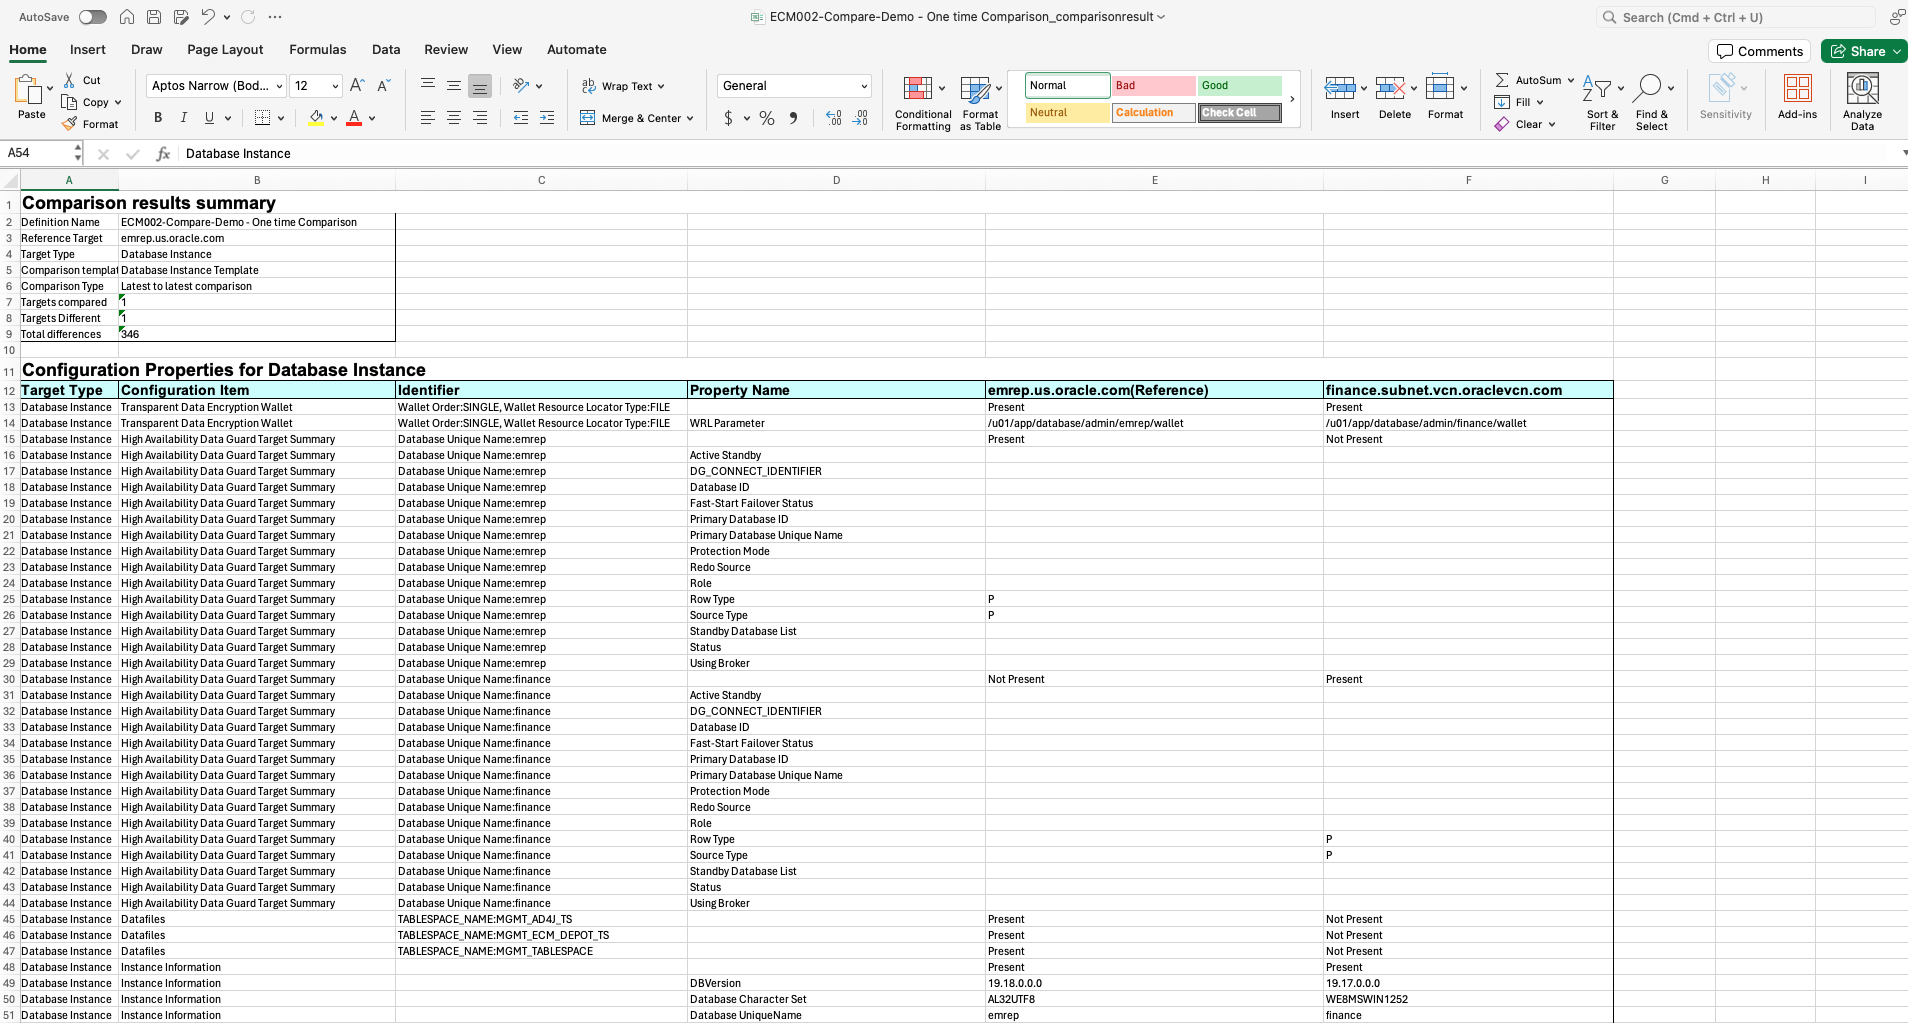 AutoSave
ECM002-Compare-Demo - One time Comparison_comparisonresult
Search (Cmd + Ctrl + U)
Home Insert Draw Page Layout Formulas Data Review View Automate
Comments Share
Paste Cut Copy Format
Aptos Narrow (Bod... 12
B I U A
Wrap Text
Merge & Center
General
$ % 9
Conditional Formatting
Format as Table
Normal Bad Good
Neutral Calculation Check Cell
Insert Delete Format
AutoSum Fill Clear
Sort & Filter
Find & Select
Sensitivity
Add-ins
Analyze Data
A54 fx Database Instance
A B C D E F G H I
1 Comparison results summary
2 Definition Name ECM002-Compare-Demo - One time Comparison
3 Reference Target emrep.us.oracle.com
4 Target Type Database Instance
5 Comparison templat Database Instance Template
6 Comparison Type Latest to latest comparison
7 Targets compared 1
8 Targets Different 1
9 Total differences 346
10
11 Configuration Properties for Database Instance
12 Target Type Configuration Item Identifier Property Name emrep.us.oracle.com(Reference) finance.subnet.vcn.oraclevcn.com
13 Database Instance Transparent Data Encryption Wallet Wallet Order:SINGLE, Wallet Resource Locator Type:FILE Present Present
14 Database Instance Transparent Data Encryption Wallet Wallet Order:SINGLE, Wallet Resource Locator Type:FILE WRL Parameter /u01/app/database/admin/emrep/wallet /u01/app/database/admin/finance/wallet
15 Database Instance High Availability Data Guard Target Summary Database Unique Name:emrep Present Not Present
16 Database Instance High Availability Data Guard Target Summary Database Unique Name:emrep Active Standby
17 Database Instance High Availability Data Guard Target Summary Database Unique Name:emrep DG_CONNECT_IDENTIFIER
18 Database Instance High Availability Data Guard Target Summary Database Unique Name:emrep Database ID
19 Database Instance High Availability Data Guard Target Summary Database Unique Name:emrep Fast-Start Failover Status
20 Database Instance High Availability Data Guard Target Summary Database Unique Name:emrep Primary Database ID
21 Database Instance High Availability Data Guard Target Summary Database Unique Name:emrep Primary Database Unique Name
22 Database Instance High Availability Data Guard Target Summary Database Unique Name:emrep Protection Mode
23 Database Instance High Availability Data Guard Target Summary Database Unique Name:emrep Redo Source
24 Database Instance High Availability Data Guard Target Summary Database Unique Name:emrep Role
25 Database Instance High Availability Data Guard Target Summary Database Unique Name:emrep Row Type P
26 Database Instance High Availability Data Guard Target Summary Database Unique Name:emrep Source Type P
27 Database Instance High Availability Data Guard Target Summary Database Unique Name:emrep Standby Database List
28 Database Instance High Availability Data Guard Target Summary Database Unique Name:emrep Status
29 Database Instance High Availability Data Guard Target Summary Database Unique Name:emrep Using Broker
30 Database Instance High Availability Data Guard Target Summary Database Unique Name:finance Not Present Present
31 Database Instance High Availability Data Guard Target Summary Database Unique Name:finance Active Standby
32 Database Instance High Availability Data Guard Target Summary Database Unique Name:finance DG_CONNECT_IDENTIFIER
33 Database Instance High Availability Data Guard Target Summary Database Unique Name:finance Database ID
34 Database Instance High Availability Data Guard Target Summary Database Unique Name:finance Fast-Start Failover Status
35 Database Instance High Availability Data Guard Target Summary Database Unique Name:finance Primary Database ID
36 Database Instance High Availability Data Guard Target Summary Database Unique Name:finance Primary Database Unique Name
37 Database Instance High Availability Data Guard Target Summary Database Unique Name:finance Protection Mode
38 Database Instance High Availability Data Guard Target Summary Database Unique Name:finance Redo Source
39 Database Instance High Availability Data Guard Target Summary Database Unique Name:finance Role
40 Database Instance High Availability Data Guard Target Summary Database Unique Name:finance Row Type P
41 Database Instance High Availability Data Guard Target Summary Database Unique Name:finance Source Type P
42 Database Instance High Availability Data Guard Target Summary Database Unique Name:finance Standby Database List
43 Database Instance High Availability Data Guard Target Summary Database Unique Name:finance Status
44 Database Instance High Availability Data Guard Target Summary Database Unique Name:finance Using Broker
45 Database Instance Datafiles TABLESPACE_NAME:MGMT_AD4J_TS Present Not Present
46 Database Instance Datafiles TABLESPACE_NAME:MGMT_ECM_DEPOT_TS Present Not Present
47 Database Instance Datafiles TABLESPACE_NAME:MGMT_TABLESPACE Present Not Present
48 Database Instance Instance Information Present Present
49 Database Instance Instance Information DBVersion 19.18.0.0.0 19.17.0.0.0
50 Database Instance Instance Information Database Character Set AL32UTF8 WE8MSWIN1252
51 Database Instance Instance Information Database UniqueName emrep finance